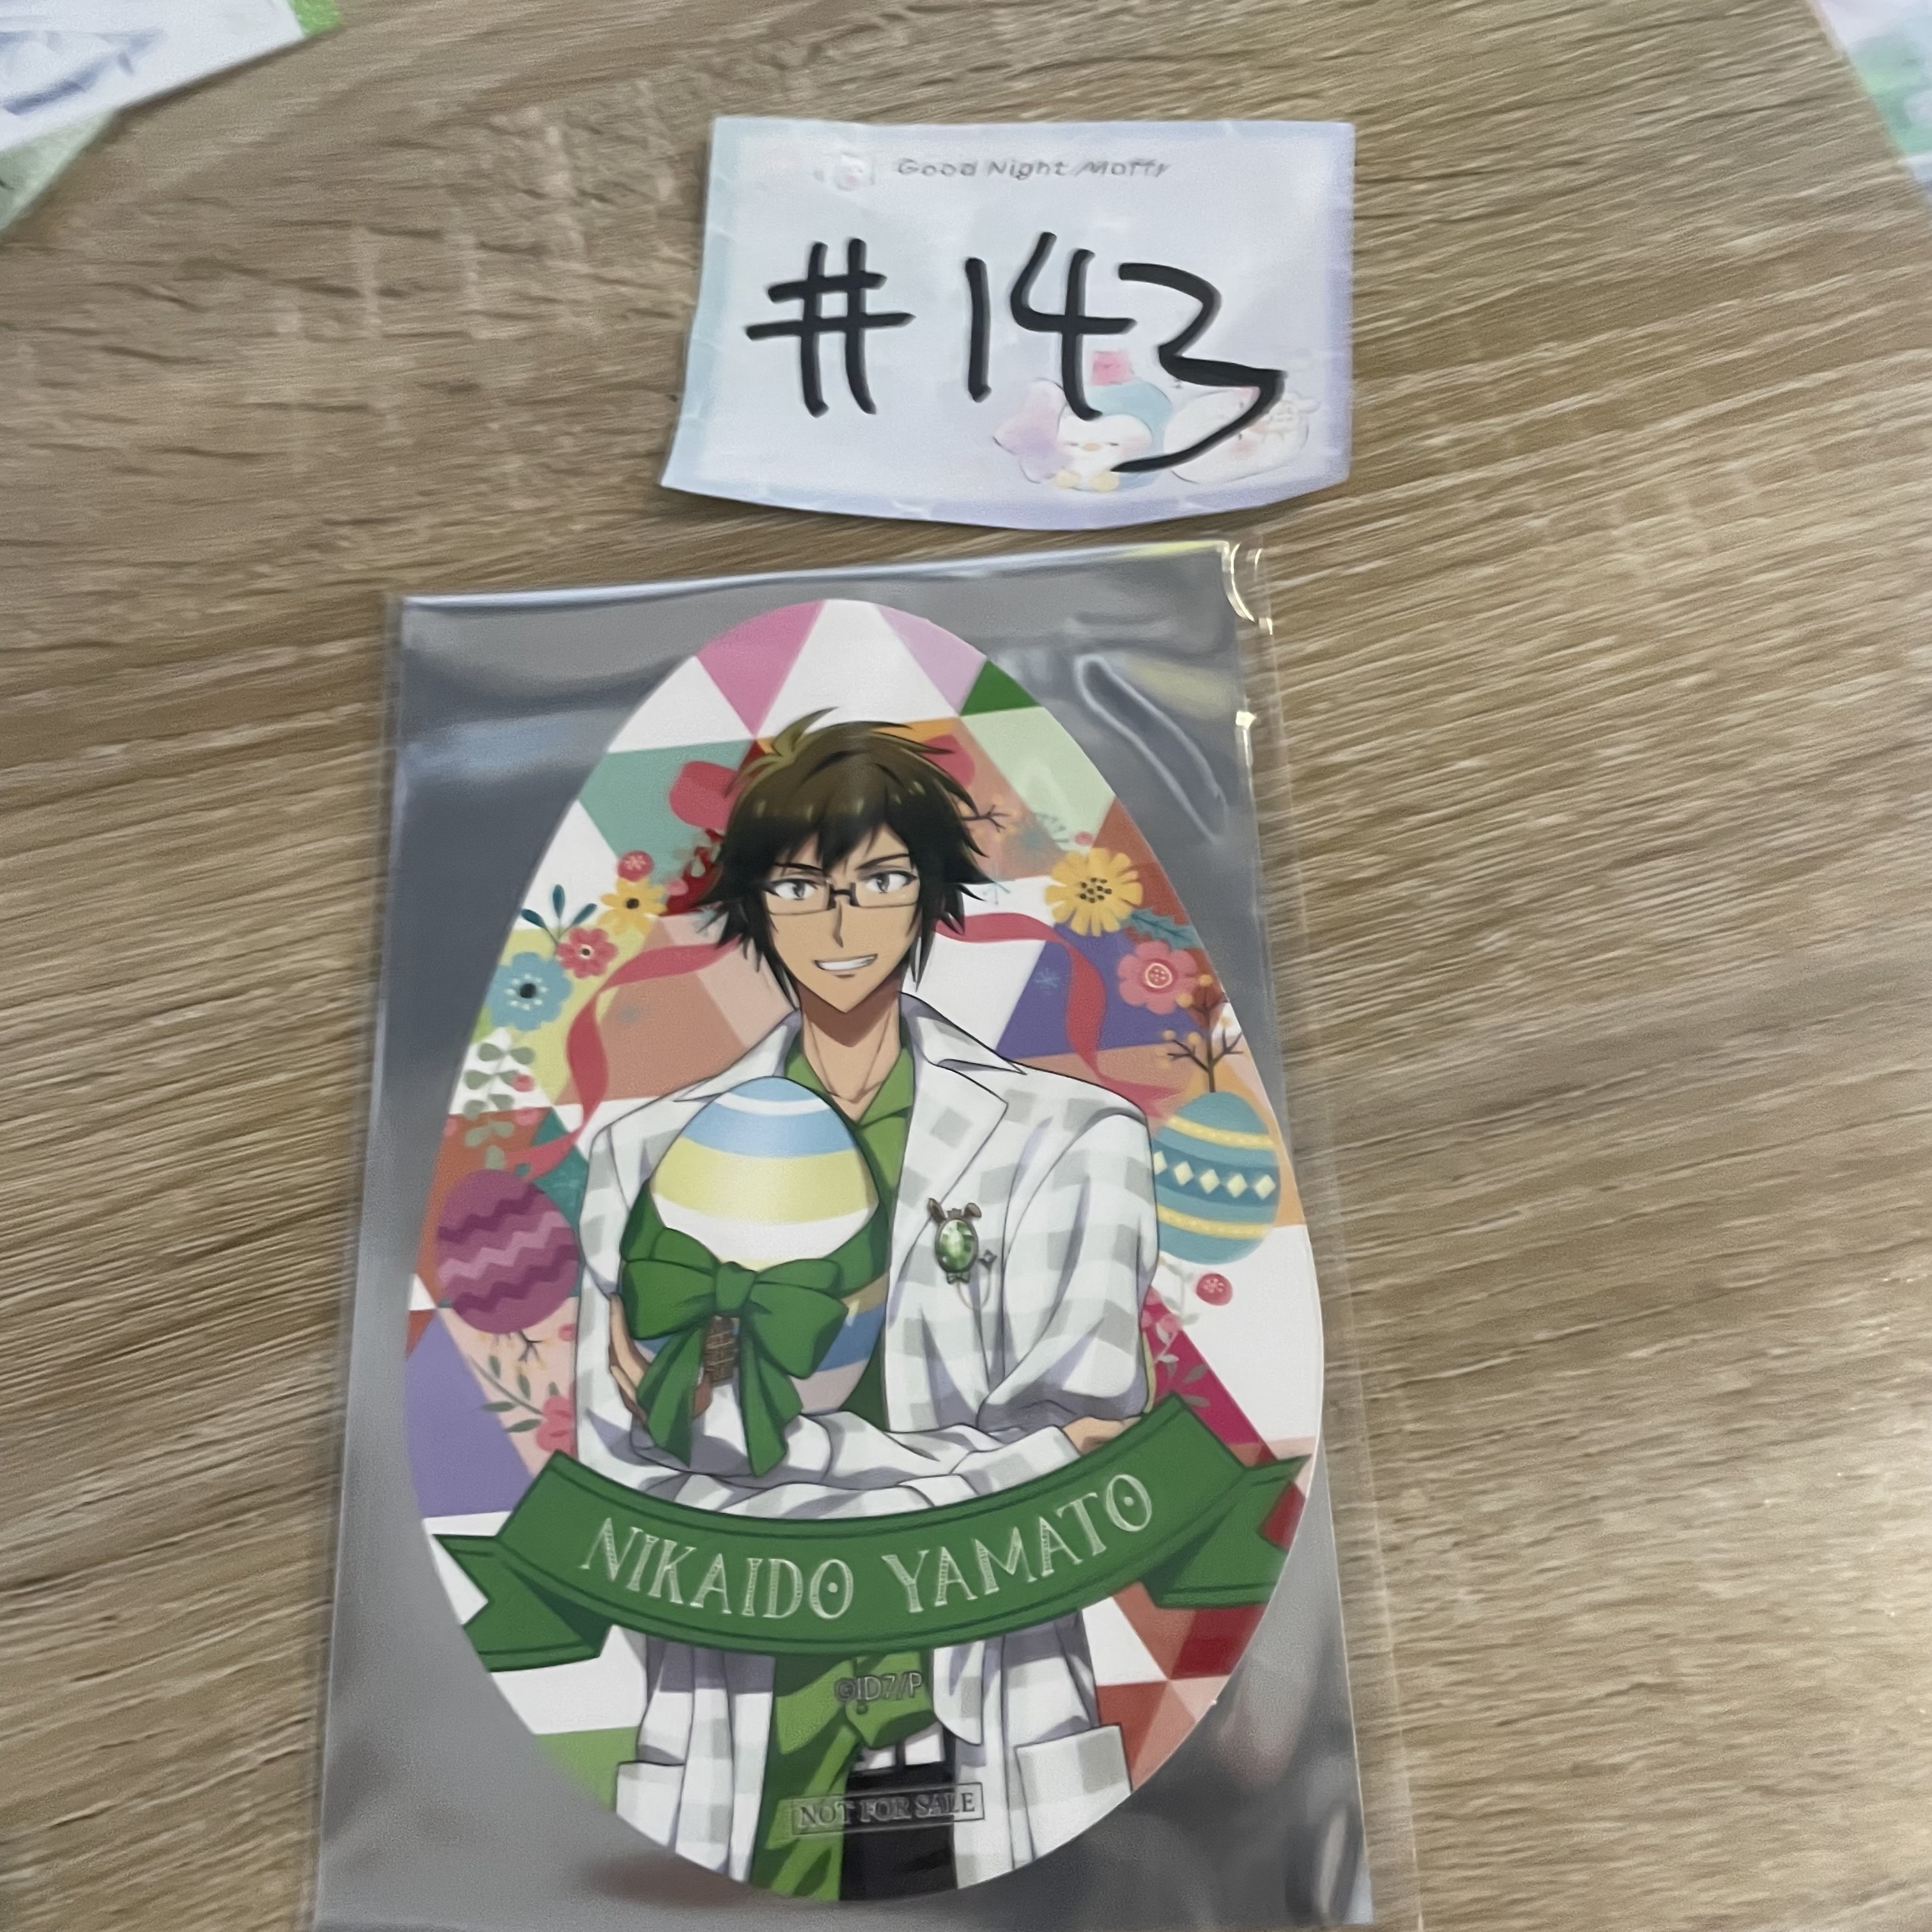 Good Night Moffy
#143
NIKAIDO YAMATO
©ID7/P
NOT FOR SALE